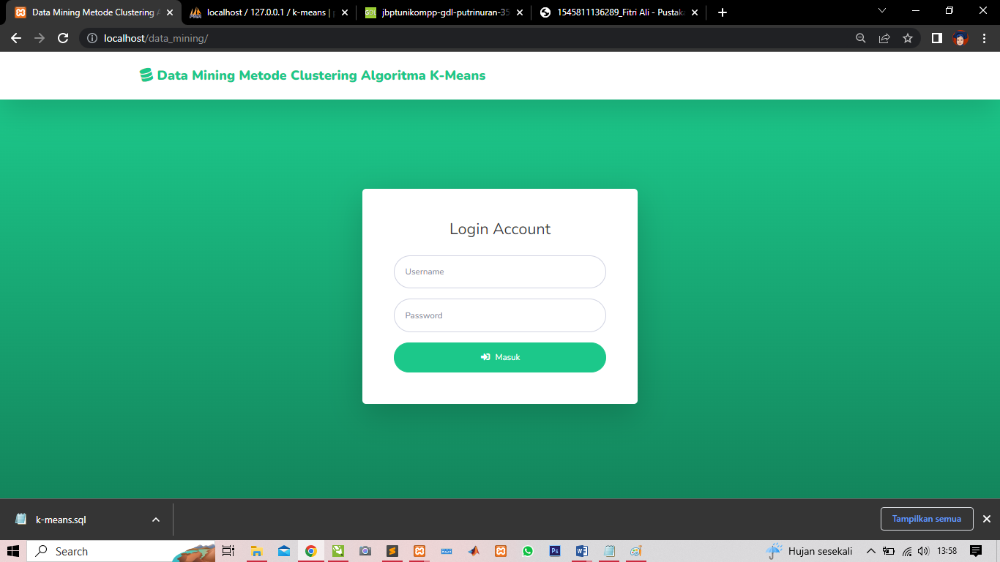 Data Mining Metode Clustering A
localhost / 127.0.0.1 / k-means | p
jbptunikompp-gdl-putrinuran-35
1545811136289_Fitri Ali - Pustaka
localhost/data_mining/
Data Mining Metode Clustering Algoritma K-Means
Login Account
Username
Password
Masuk
k-means.sql
Tampilkan semua
Search
Hujan sesekali
13:58